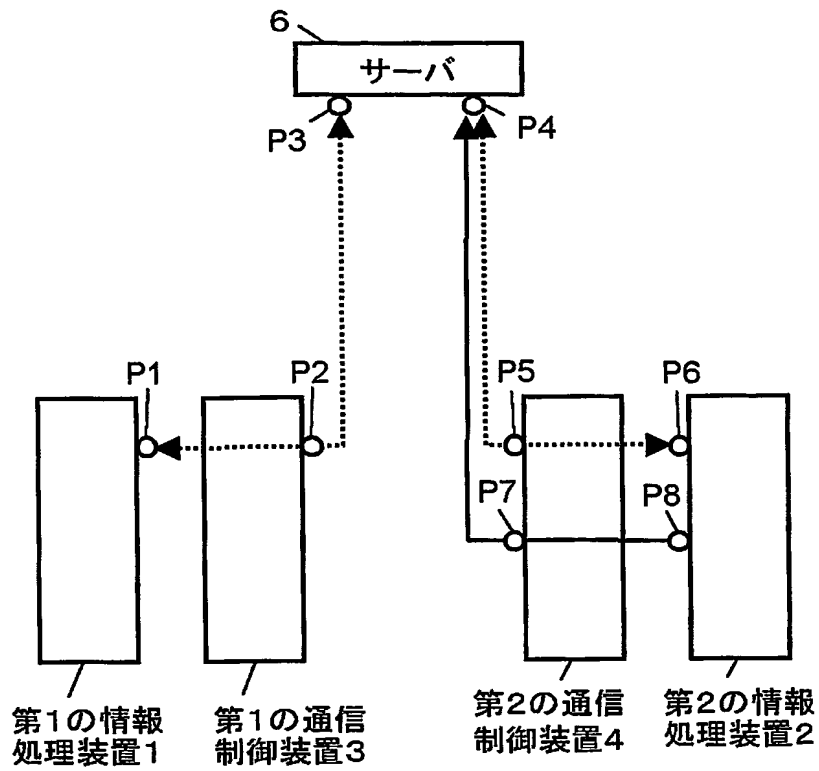 6
サーバ
P3
P4
P1
P2
P5
P6
P7
P8
第1の情報
処理装置1
第1の通信
制御装置3
第2の通信
制御装置4
第2の情報
処理装置2